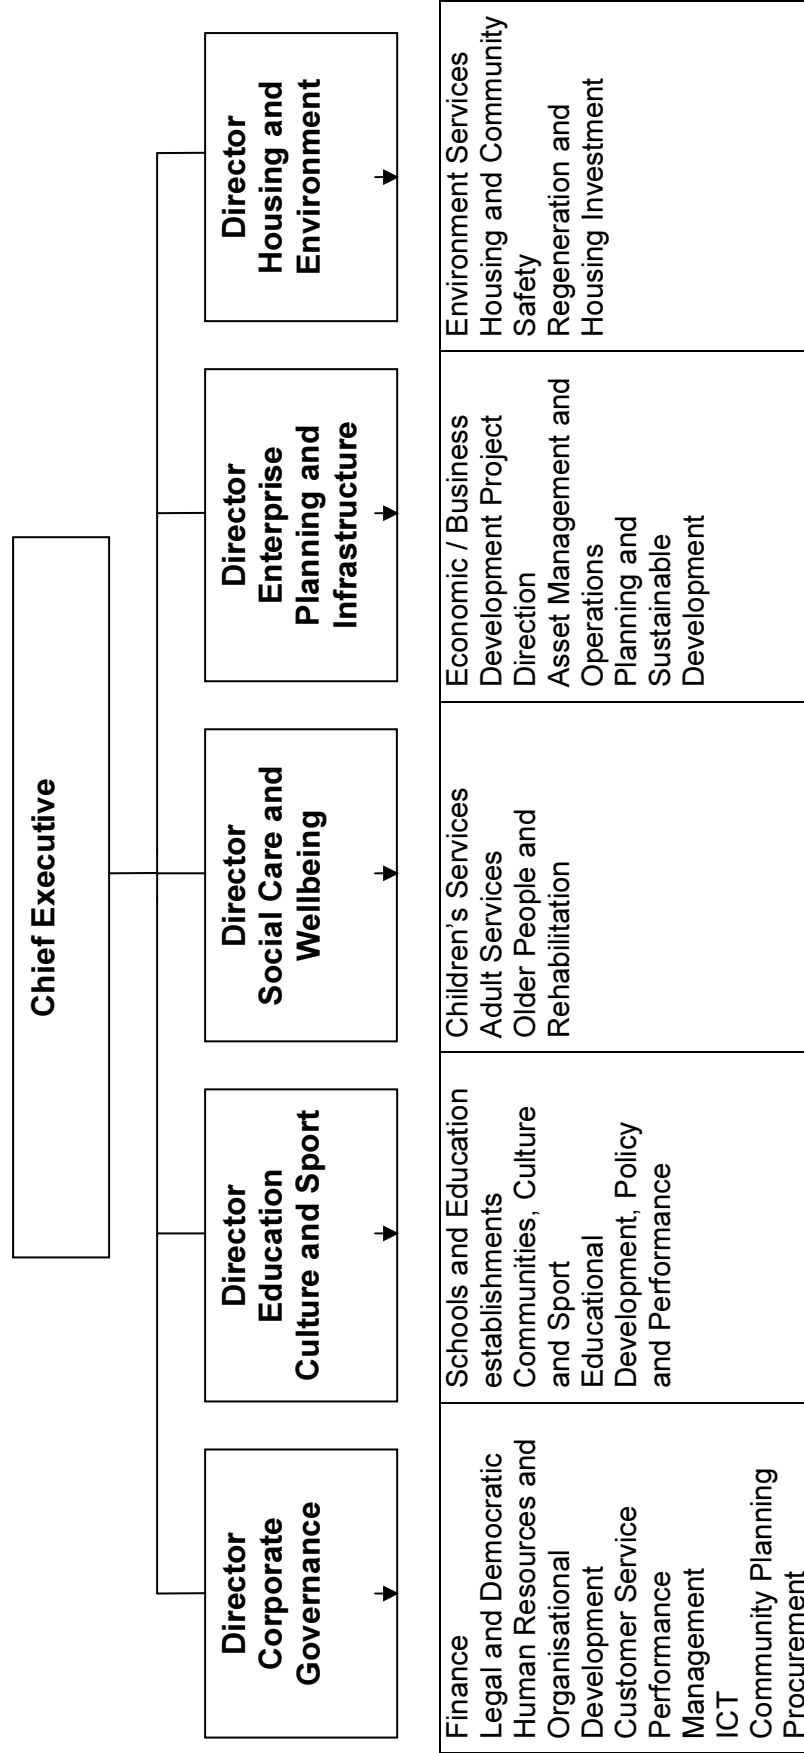 Chief Executive
Director
Corporate
Governance
Director
Education
Culture and Sport
Director
Social Care and
Wellbeing
Director
Enterprise
Planning and
Infrastructure
Director
Housing and
Environment
Finance
Legal and Democratic
Human Resources and
Organisational
Development
Customer Service
Performance
Management
ICT
Community Planning
Procurement
Schools and Education
establishments
Communities, Culture
and Sport
Educational
Development, Policy
and Performance
Children’s Services
Adult Services
Older People and
Rehabilitation
Economic / Business
Development Project
Direction
Asset Management and
Operations
Planning and
Sustainable
Development
Environment Services
Housing and Community
Safety
Regeneration and
Housing Investment